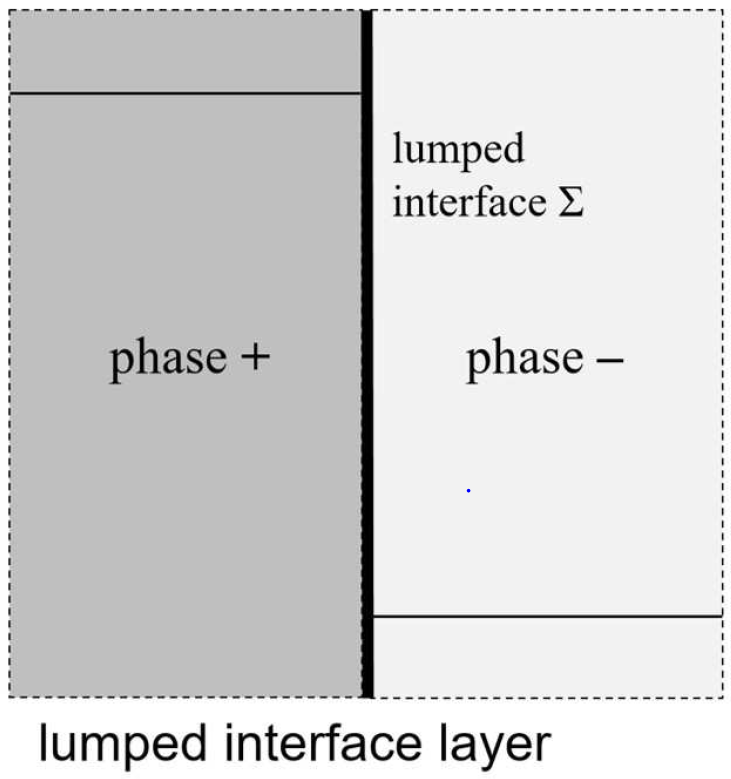 lumped
interface Σ
phase +
phase –
lumped interface layer